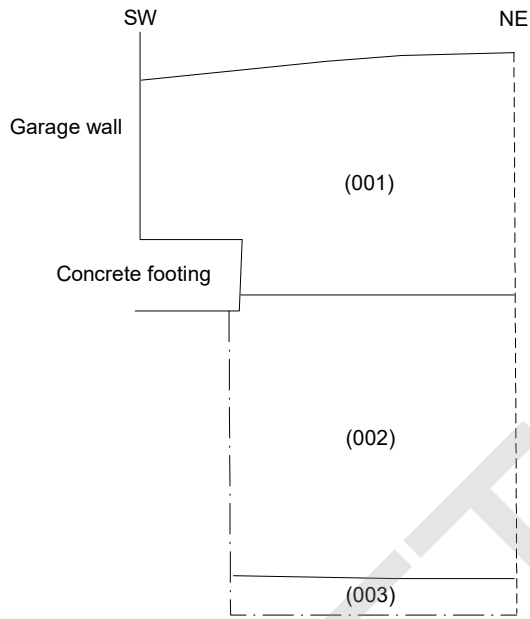 SW
NE
Garage wall
(001)
Concrete footing
(002)
(003)